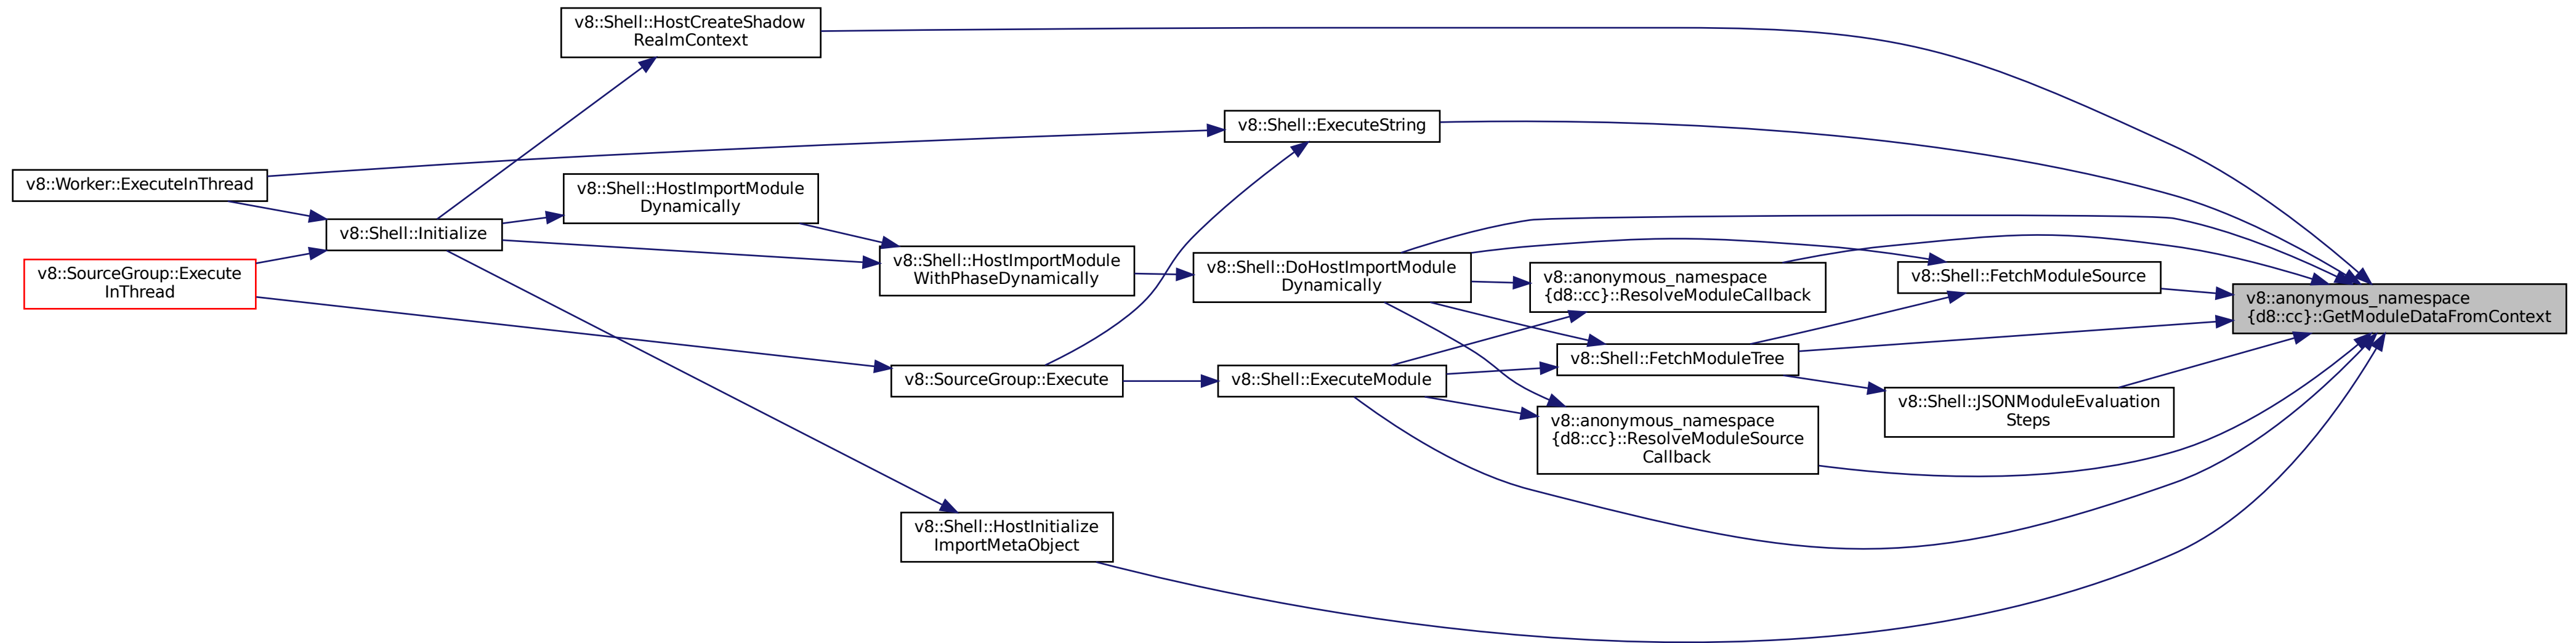 v8::Shell::HostCreateShadow
RealmContext
v8::Shell::ExecuteString
v8::Worker::ExecuteInThread
v8::Shell::HostImportModule
Dynamically
v8::Shell::Initialize
v8::SourceGroup::Execute
InThread
v8::Shell::HostImportModule
WithPhaseDynamically
v8::Shell::DoHostImportModule
Dynamically
v8::anonymous_namespace
{d8::cc}::ResolveModuleCallback
v8::Shell::FetchModuleSource
v8::anonymous_namespace
{d8::cc}::GetModuleDataFromContext
v8::Shell::FetchModuleTree
v8::SourceGroup::Execute
v8::Shell::ExecuteModule
v8::Shell::JSONModuleEvaluation
Steps
v8::anonymous_namespace
{d8::cc}::ResolveModuleSource
Callback
v8::Shell::HostInitialize
ImportMetaObject